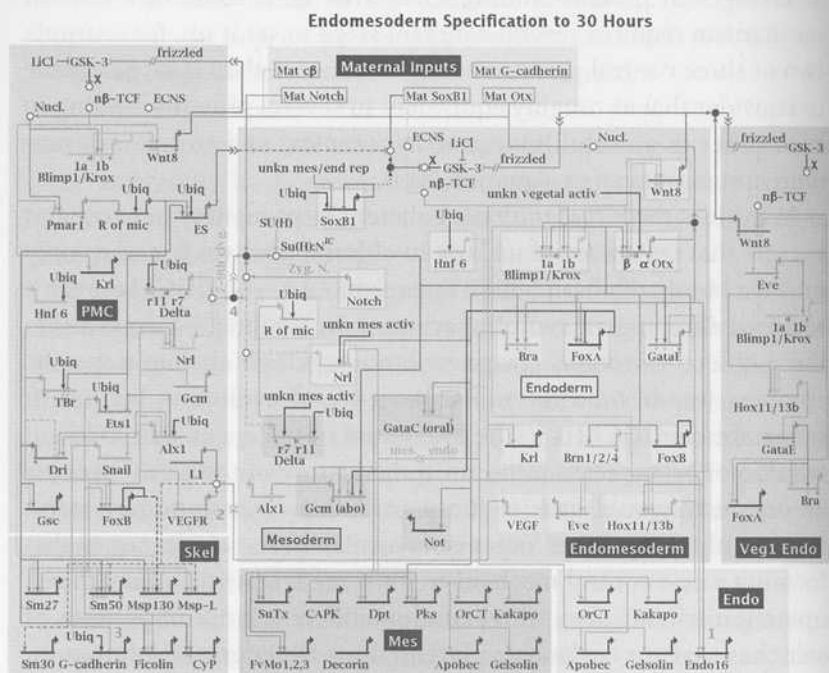 Endomesoderm Specification to 30 Hours
LiCl GSK-3 frizzled
χ
nβ-TCF ECNS
Nucl.
Maternal Inputs
Mat cβ Mat G-cadherin
Mat Notch Mat SoxB1 Mat Otx
1a 1b
Blimp1/Krox
Wnt8
Ubiq Ubiq
Pmar1 R of mic ES
Ubiq Krl Ubiq
Hnf 6 PMC r11 r7
Delta
4
Nrl
Ubiq
TBr Ubiq Gcm
Ets1 Ubiq
Alx1
Dri Snail L1
Gsc FoxB VEGFR 2
ECNS LiCl
χ GSK-3 frizzled
nβ-TCF
Nucl.
unkn mes/end rep
Ubiq
SoxB1
unkn vegetal activ
Wnt8
SU(H)
Su(H):N IC
Ubiq
Hnf 6
1a 1b
Blimp1/Krox
β α Otx
Zyg. N.
Notch
Ubiq
R of mic
unkn mes activ
Nrl
Bra FoxA GataE
Endoderm
unkn mes activ
Ubiq
r7 r11
Delta
GataC (oral)
mes endo
Krl Brn1/2/4 FoxB
Alx1 Gcm (abo)
Mesoderm
Not
VEGF Eve Hox11/13b
Endomesoderm
frizzled
GSK-3
χ
nβ-TCF
Wnt8
Eve
1a 1b
Blimp1/Krox
Hox11/13b
GataE
Bra
FoxA
Veg1 Endo
Skel
Sm27 Sm50 Msp130 Msp-L
Ubiq 3
Sm30 G-cadherin Ficolin CyP
SuTx CAPK Dpt Pks OrCT Kakapo
Mes
FvMo1,2,3 Decorin Apobec Gelsolin
Endo
OrCT Kakapo
1
Apobec Gelsolin Endo16